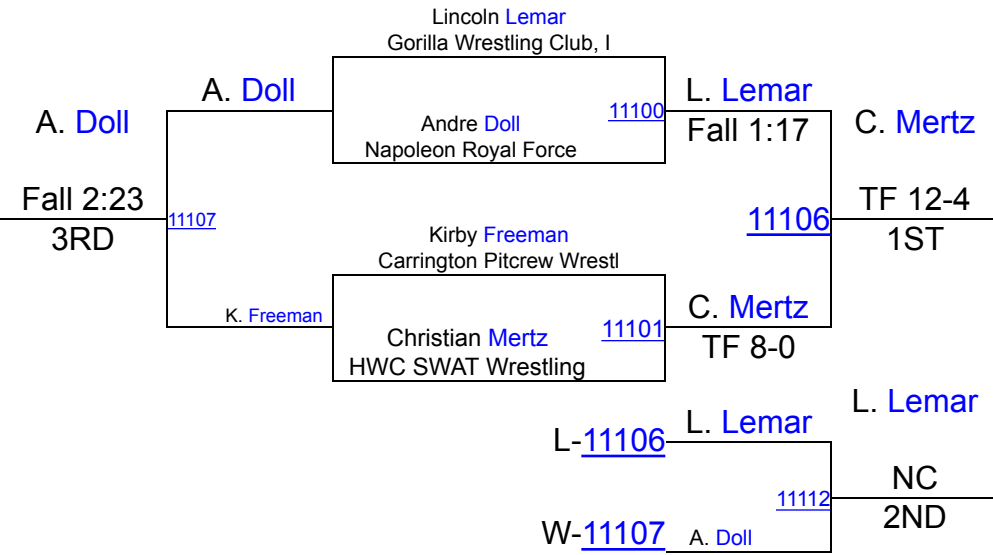 Lincoln Lemar
Gorilla Wrestling Club, I
A. Doll
L. Lemar
A. Doll
11100
Andre Doll
Fall 1:17
C. Mertz
Napoleon Royal Force
Fall 2:23
11107
11106
TF 12-4
3RD
Kirby Freeman
1ST
Carrington Pitcrew Wrestl
K. Freeman
C. Mertz
Christian Mertz
11101
HWC SWAT Wrestling
TF 8-0
L. Lemar
L-11106
L. Lemar
NC
11112
2ND
W-11107
A. Doll